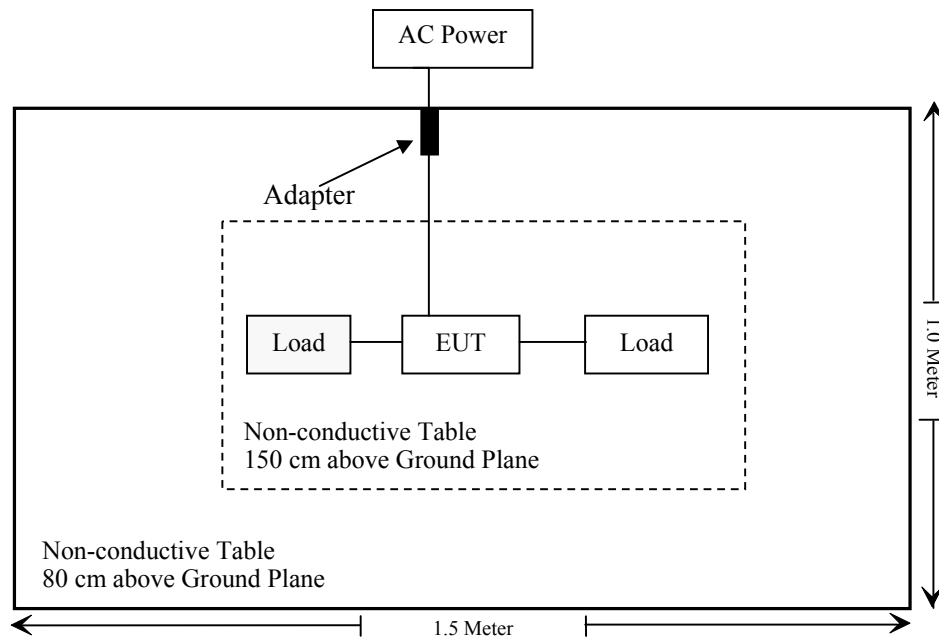 AC Power
Adapter
Load
EUT
Load
1.0 Meter
Non-conductive Table
150 cm above Ground Plane
Non-conductive Table
80 cm above Ground Plane
1.5 Meter